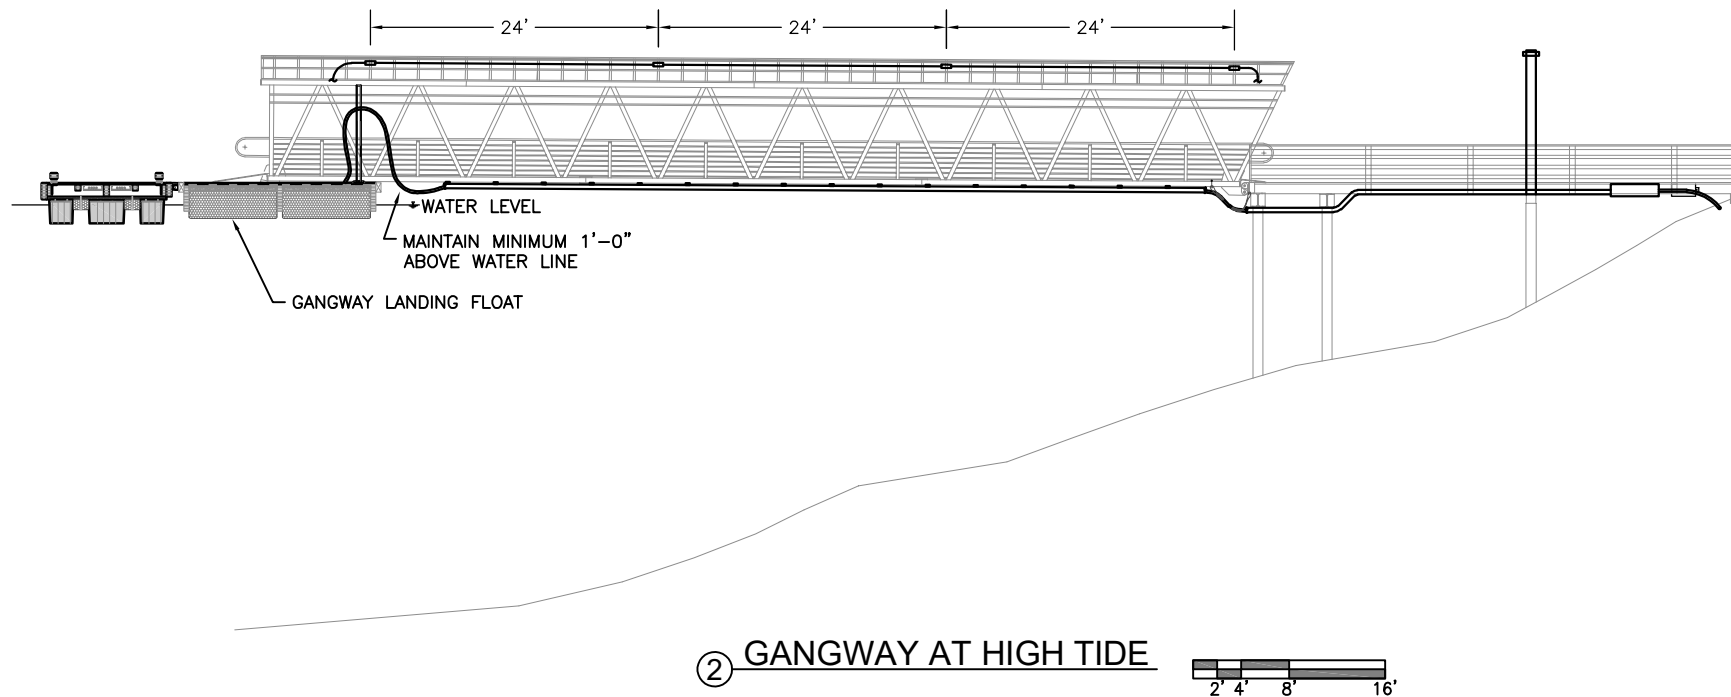 24' 24' 24'
WATER LEVEL
MAINTAIN MINIMUM 1'-0"
ABOVE WATER LINE
GANGWAY LANDING FLOAT
2 GANGWAY AT HIGH TIDE
2' 4' 8' 16'